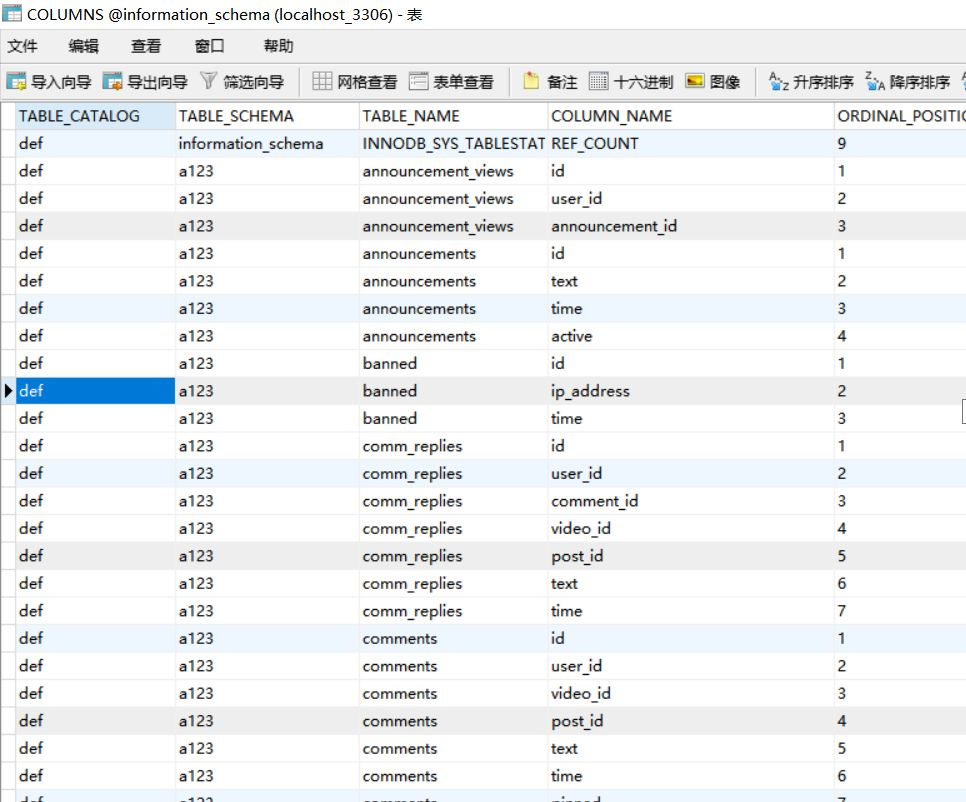 COLUMNS @information_schema (localhost_3306) - 表
文件 编辑 查看 窗口 帮助
导入向导 导出向导 筛选向导 网格查看 表单查看 备注 十六进制 图像 升序排序 降序排序
TABLE_CATALOG TABLE_SCHEMA TABLE_NAME COLUMN_NAME ORDINAL_POSITIO
def information_schema INNODB_SYS_TABLESTAT REF_COUNT 9
def a123 announcement_views id 1
def a123 announcement_views user_id 2
def a123 announcement_views announcement_id 3
def a123 announcements id 1
def a123 announcements text 2
def a123 announcements time 3
def a123 announcements active 4
def a123 banned id 1
def a123 banned ip_address 2
def a123 banned time 3
def a123 comm_replies id 1
def a123 comm_replies user_id 2
def a123 comm_replies comment_id 3
def a123 comm_replies video_id 4
def a123 comm_replies post_id 5
def a123 comm_replies text 6
def a123 comm_replies time 7
def a123 comments id 1
def a123 comments user_id 2
def a123 comments video_id 3
def a123 comments post_id 4
def a123 comments text 5
def a123 comments time 6